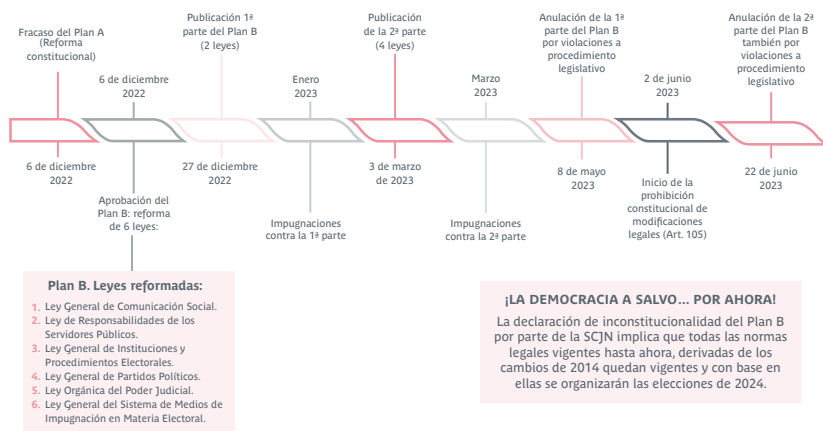 Fracaso del Plan A
(Reforma
constitucional)
6 de diciembre
2022
6 de diciembre
2022
Aprobación del
Plan B: reforma
de 6 leyes:
Publicación 1ª
parte del Plan B
(2 leyes)
27 de diciembre
2022
Enero
2023
Impugnaciones
contra la 1ª parte
Publicación
de la 2ª parte
(4 leyes)
3 de marzo
de 2023
Marzo
2023
Impugnaciones
contra la 2ª parte
Anulación de la 1ª
parte del Plan B
por violaciones a
procedimiento
legislativo
8 de mayo
2023
2 de junio
2023
Inicio de la
prohibición
constitucional de
modificaciones
legales (Art. 105)
Anulación de la 2ª
parte del Plan B
también por
violaciones a
procedimiento
legislativo
22 de junio
2023
Plan B. Leyes reformadas:
1. Ley General de Comunicación Social.
2. Ley de Responsabilidades de los
Servidores Públicos.
3. Ley General de Instituciones y
Procedimientos Electorales.
4. Ley General de Partidos Políticos.
5. Ley Orgánica del Poder Judicial.
6. Ley General del Sistema de Medios de
Impugnación en Materia Electoral.
¡LA DEMOCRACIA A SALVO... POR AHORA!
La declaración de inconstitucionalidad del Plan B
por parte de la SCJN implica que todas las normas
legales vigentes hasta ahora, derivadas de los
cambios de 2014 quedan vigentes y con base en
ellas se organizarán las elecciones de 2024.